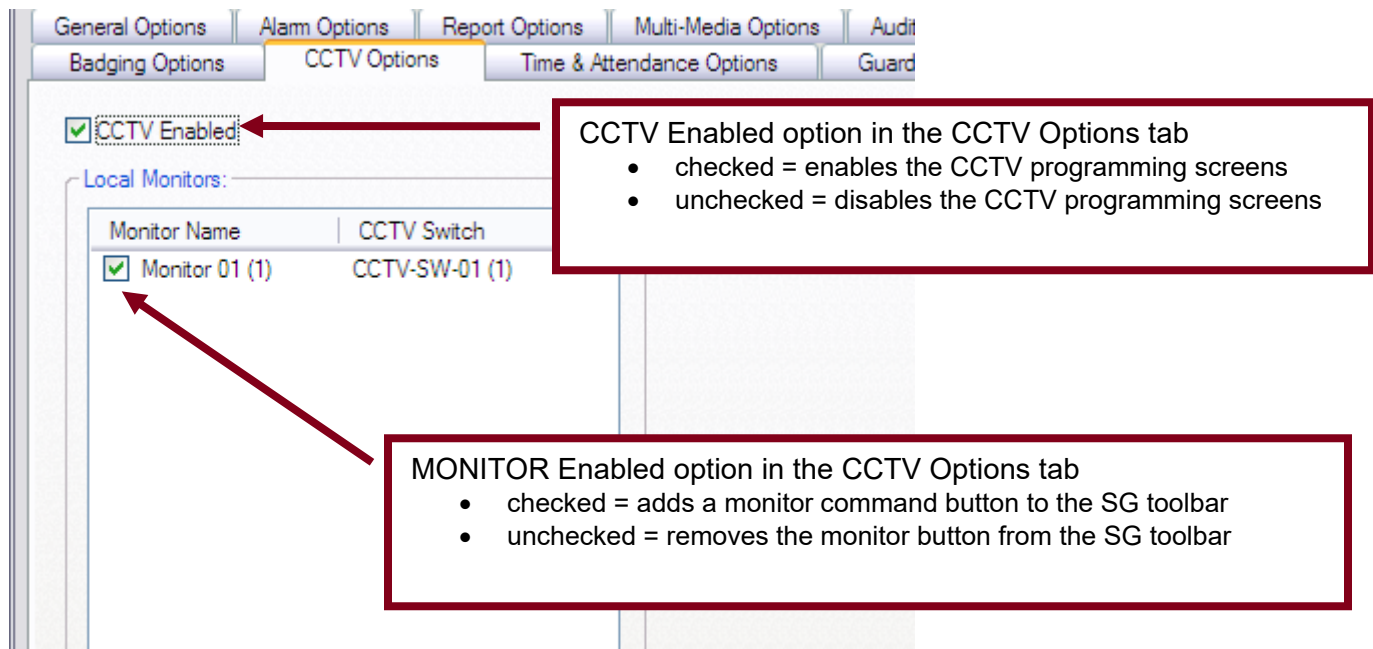 General Options Alarm Options Report Options Multi-Media Options
Badging Options CCTV Options Time & Attendance Options
CCTV Enabled
CCTV Enabled option in the CCTV Options tab
• checked = enables the CCTV programming screens
• unchecked = disables the CCTV programming screens
Local Monitors:
Monitor Name CCTV Switch
Monitor 01 (1) CCTV-SW-01 (1)
MONITOR Enabled option in the CCTV Options tab
• checked = adds a monitor command button to the SG toolbar
• unchecked = removes the monitor button from the SG toolbar